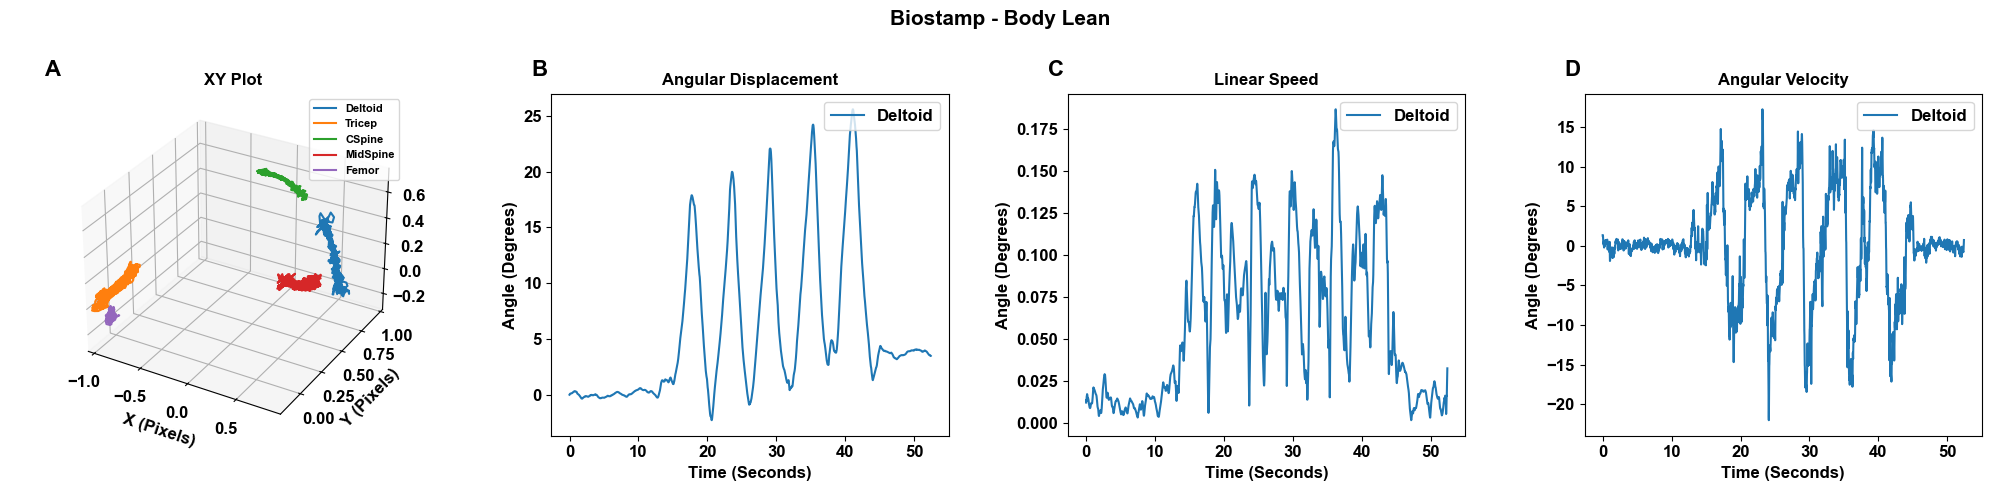 Biostamp - Body Lean
A
XY Plot
Deltoid
Tricep
CSpine
MidSpine
Femor
0.6
0.4
0.2
0.0
−0.2
1.00
0.75
0.50
0.25
0.00
Y (Pixels)
−1.0
−0.5
0.0
0.5
X (Pixels)
B
Angular Displacement
Deltoid
Angle (Degrees)
25
20
15
10
5
0
0 10 20 30 40 50
Time (Seconds)
C
Linear Speed
Deltoid
Angle (Degrees)
0.175
0.150
0.125
0.100
0.075
0.050
0.025
0.000
0 10 20 30 40 50
Time (Seconds)
D
Angular Velocity
Deltoid
Angle (Degrees)
15
10
5
0
−5
−10
−15
−20
0 10 20 30 40 50
Time (Seconds)